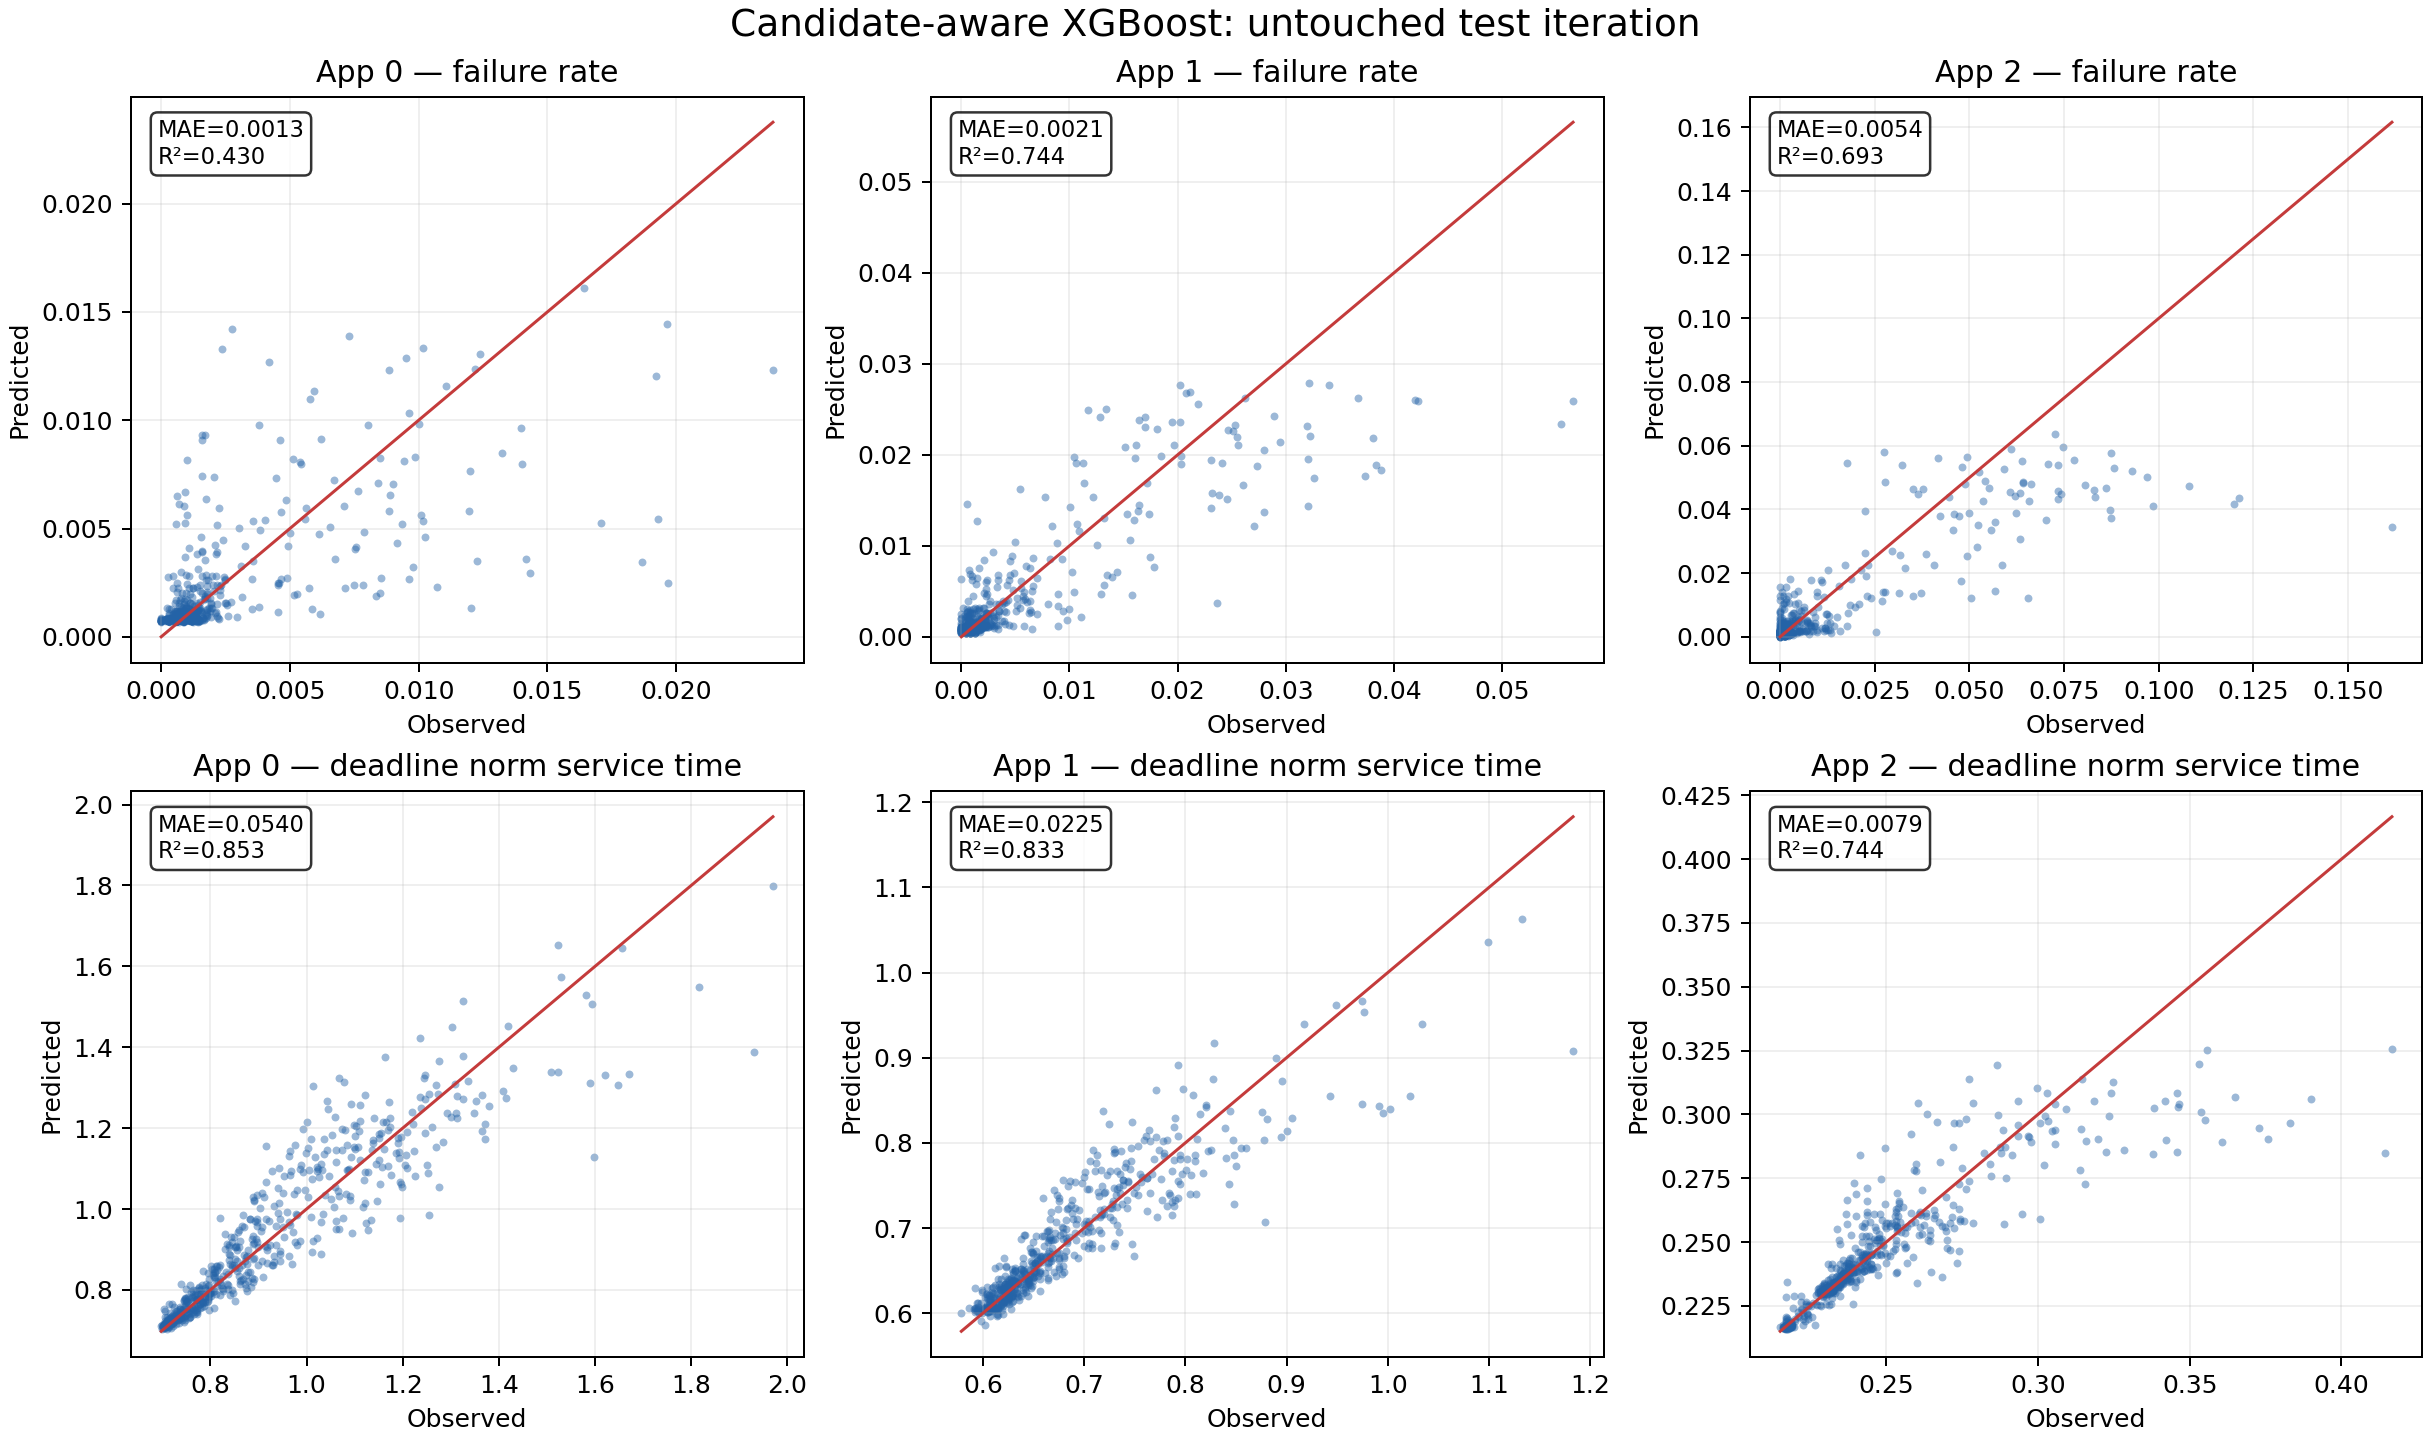 Candidate-aware XGBoost: untouched test iteration
App 0 — failure rate
MAE=0.0013
R²=0.430
Predicted
0.020
0.015
0.010
0.005
0.000
0.000 0.005 0.010 0.015 0.020
Observed
App 1 — failure rate
MAE=0.0021
R²=0.744
Predicted
0.05
0.04
0.03
0.02
0.01
0.00
0.00 0.01 0.02 0.03 0.04 0.05
Observed
App 2 — failure rate
MAE=0.0054
R²=0.693
Predicted
0.16
0.14
0.12
0.10
0.08
0.06
0.04
0.02
0.00
0.000 0.025 0.050 0.075 0.100 0.125 0.150
Observed
App 0 — deadline norm service time
MAE=0.0540
R²=0.853
Predicted
2.0
1.8
1.6
1.4
1.2
1.0
0.8
0.8 1.0 1.2 1.4 1.6 1.8 2.0
Observed
App 1 — deadline norm service time
MAE=0.0225
R²=0.833
Predicted
1.2
1.1
1.0
0.9
0.8
0.7
0.6
0.6 0.7 0.8 0.9 1.0 1.1 1.2
Observed
App 2 — deadline norm service time
MAE=0.0079
R²=0.744
Predicted
0.425
0.400
0.375
0.350
0.325
0.300
0.275
0.250
0.225
0.25 0.30 0.35 0.40
Observed